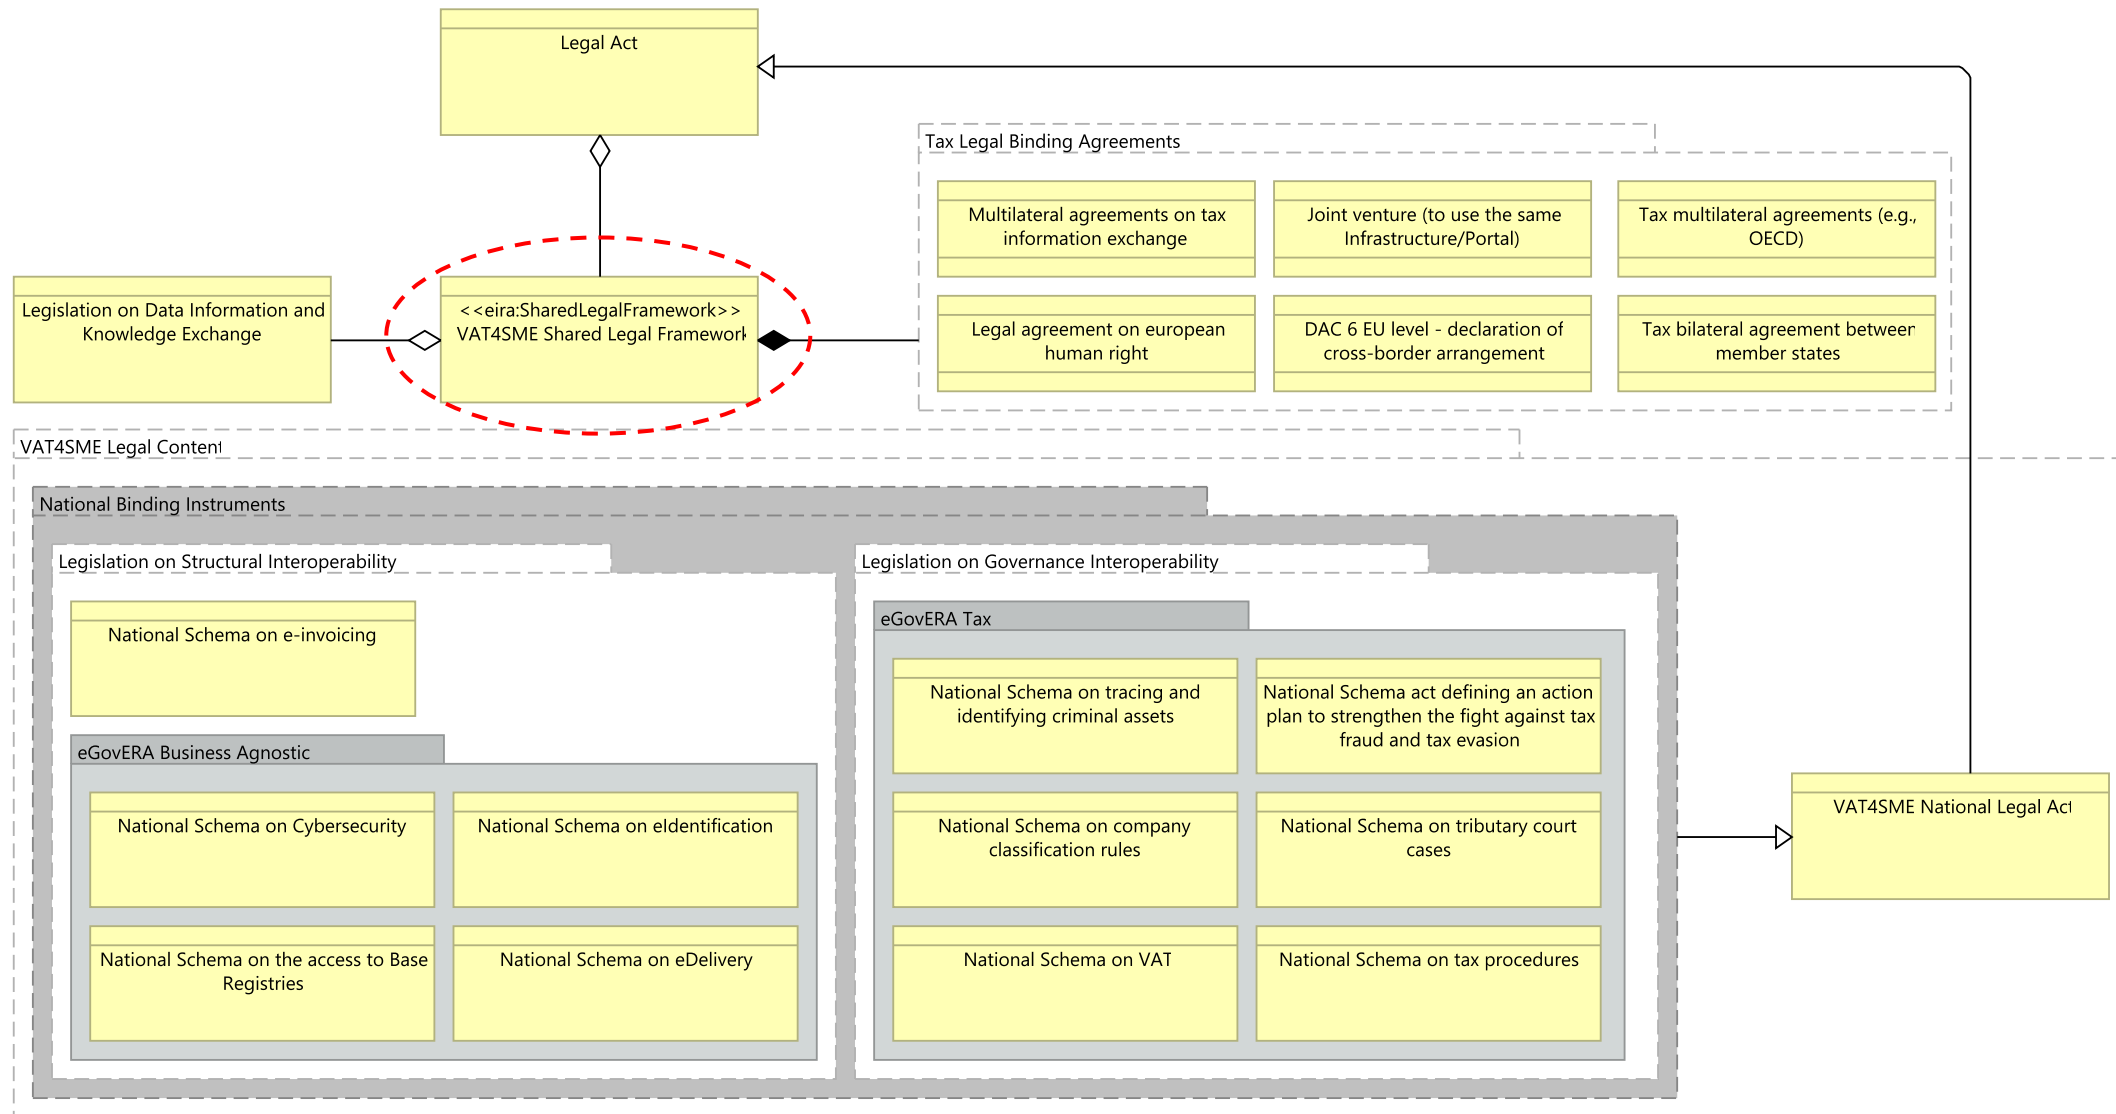 Legal Act
Tax Legal Binding Agreements
Multilateral agreements on tax
information exchange
Joint venture (to use the same
Infrastructure/Portal)
Tax multilateral agreements (e.g.,
OECD)
Legislation on Data Information and
Knowledge Exchange
<<eira:SharedLegalFramework>>
VAT4SME Shared Legal Framework
Legal agreement on european
human right
DAC 6 EU level - declaration of
cross-border arrangement
Tax bilateral agreement between
member states
VAT4SME Legal Content
National Binding Instruments
Legislation on Structural Interoperability
National Schema on e-invoicing
eGovERA Business Agnostic
National Schema on Cybersecurity
National Schema on eIdentification
National Schema on the access to Base
Registries
National Schema on eDelivery
Legislation on Governance Interoperability
eGovERA Tax
National Schema on tracing and
identifying criminal assets
National Schema act defining an action
plan to strengthen the fight against tax
fraud and tax evasion
National Schema on company
classification rules
National Schema on tributary court
cases
National Schema on VAT
National Schema on tax procedures
VAT4SME National Legal Act